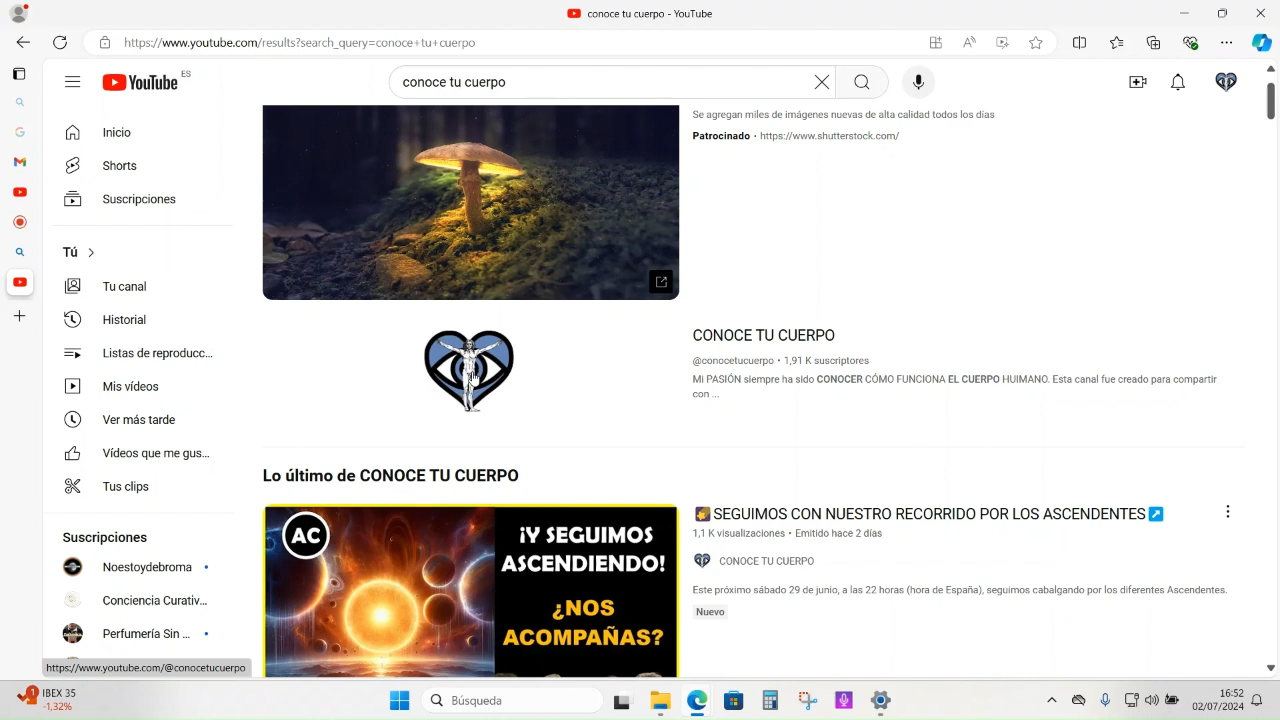 conoce tu cuerpo - YouTube
https://www.youtube.com/results?search_query=conoce+tu+cuerpo
YouTube ES
conoce tu cuerpo
Inicio
Shorts
Suscripciones
Tú
Tu canal
Historial
Listas de reproducc...
Mis vídeos
Ver más tarde
Vídeos que me gus...
Tus clips
Suscripciones
Noestoydebroma
Conciencia Curativ...
Perfumería Sin ...
https://www.youtube.com/@conocetucuerpo
Se agregan miles de imágenes nuevas de alta calidad todos los días
Patrocinado · https://www.shutterstock.com/
CONOCE TU CUERPO
@conocetucuerpo • 1,91 K suscriptores
Mi PASIÓN siempre ha sido CONOCER CÓMO FUNCIONA EL CUERPO HUIMANO. Esta canal fue creado para compartir
con ...
Lo último de CONOCE TU CUERPO
AC
¡Y SEGUIMOS
ASCENDIENDO!
¿NOS
ACOMPAÑAS?
SEGUIMOS CON NUESTRO RECORRIDO POR LOS ASCENDENTES
1,1 K visualizaciones • Emitido hace 2 días
CONOCE TU CUERPO
Este próximo sábado 29 de junio, a las 22 horas (hora de España), seguimos cabalgando por los diferentes Ascendentes.
Nuevo
1
IBEX 35
-1,32%
Búsqueda
16:52
02/07/2024